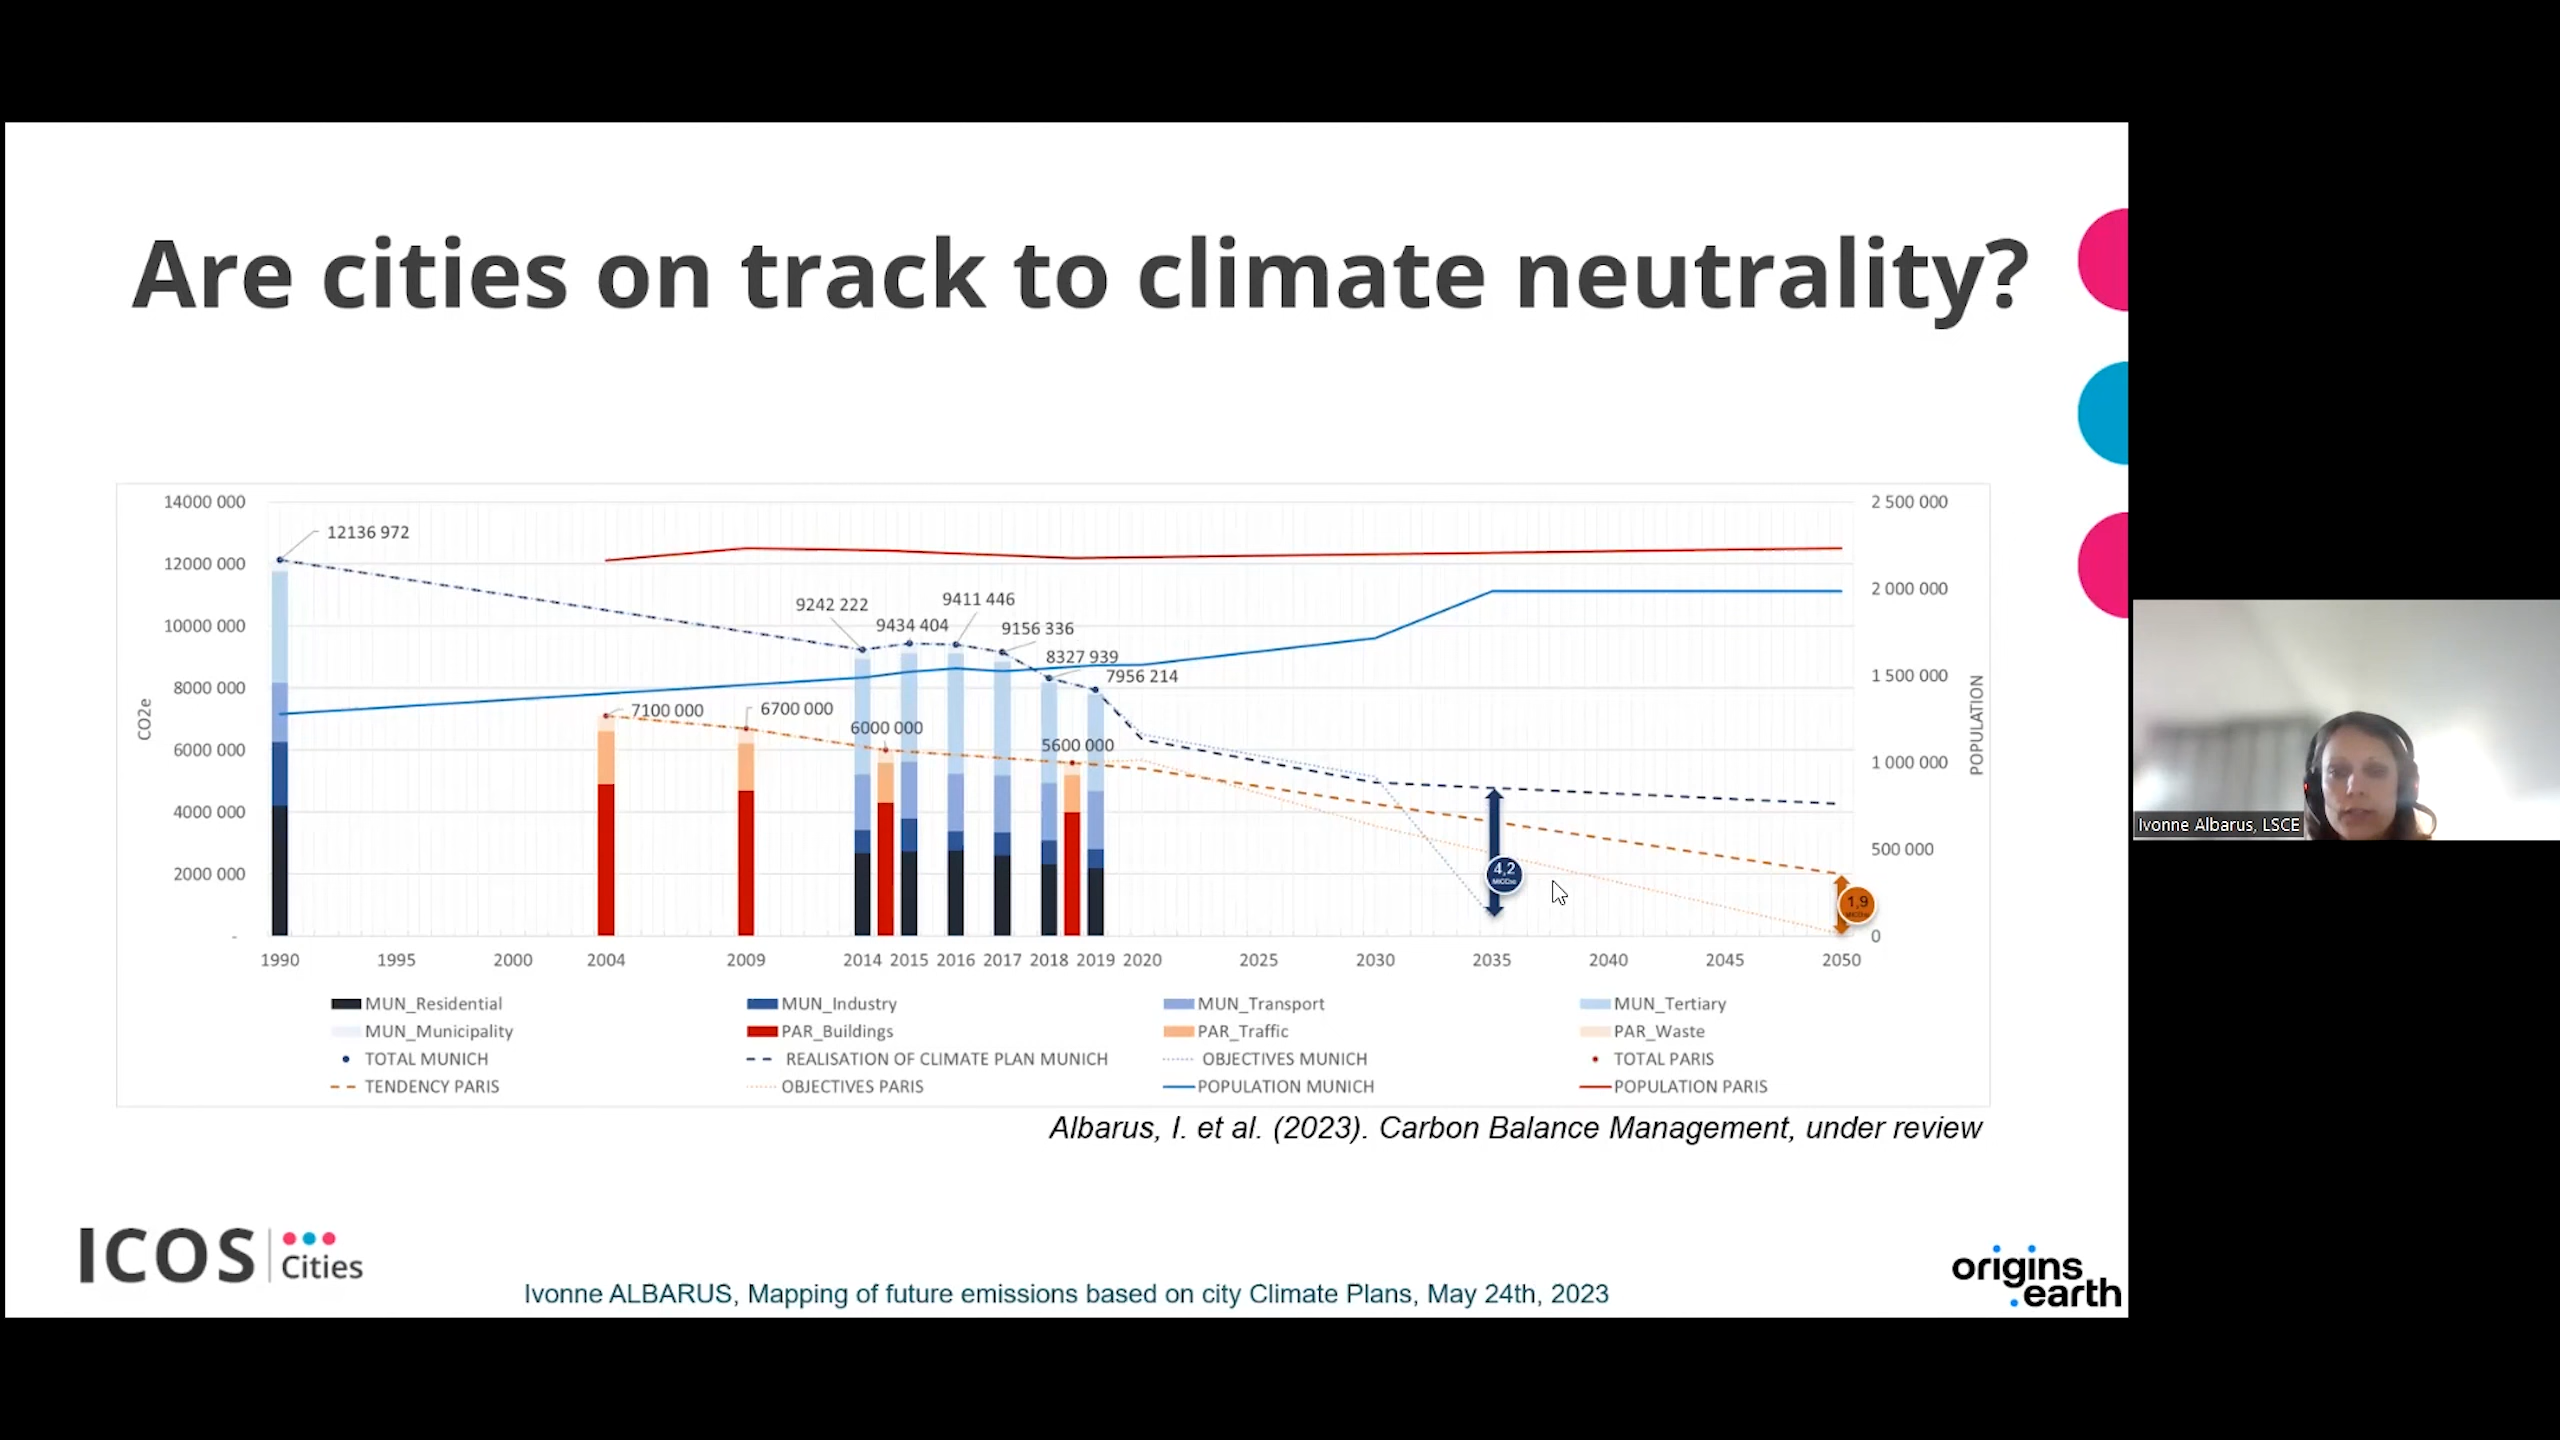 Are cities on track to climate neutrality?
14000 000
12000 000
10000 000
8000 000
6000 000
4000 000
2000 000
-
CO2e
2 500 000
2 000 000
1 500 000
1 000 000
500 000
0
POPULATION
12136 972
9242 222
9434 404
9411 446
9156 336
8327 939
7956 214
7100 000
6700 000
6000 000
5600 000
4,2
1,9
1990 1995 2000 2004 2009 2014 2015 2016 2017 2018 2019 2020 2025 2030 2035 2040 2045 2050
MUN_Residential MUN_Industry MUN_Transport MUN_Tertiary
MUN_Municipality PAR_Buildings PAR_Traffic PAR_Waste
TOTAL MUNICH REALISATION OF CLIMATE PLAN MUNICH OBJECTIVES MUNICH TOTAL PARIS
TENDENCY PARIS OBJECTIVES PARIS POPULATION MUNICH POPULATION PARIS
Albarus, I. et al. (2023). Carbon Balance Management, under review
ICOS Cities
Ivonne ALBARUS, Mapping of future emissions based on city Climate Plans, May 24th, 2023
origins
.earth
Ivonne Albarus, LSCE